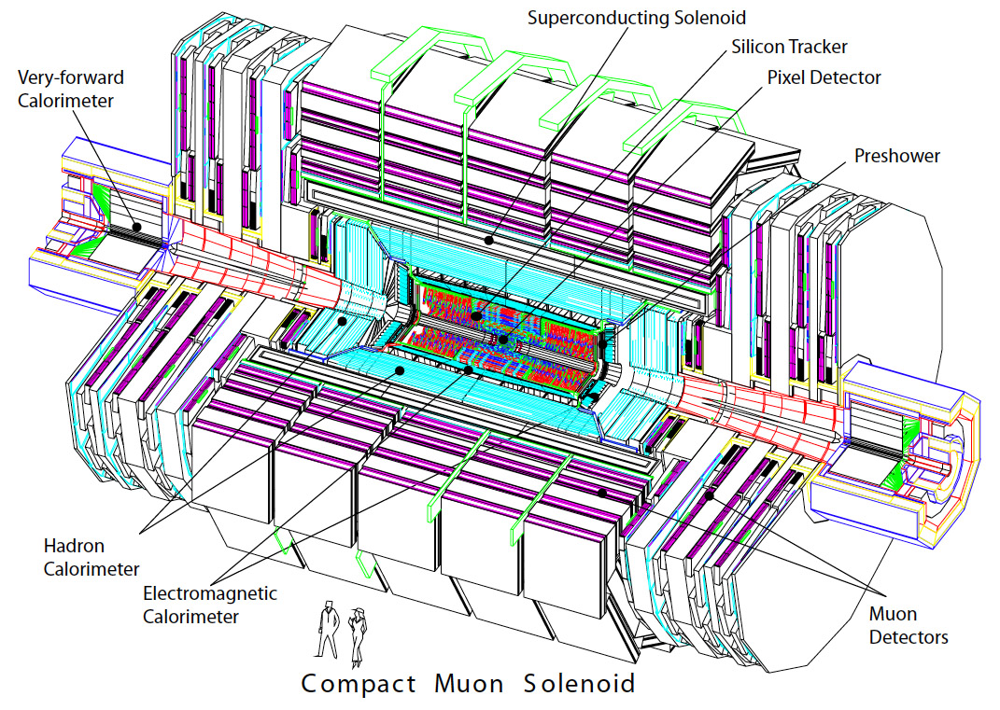 Superconducting Solenoid
Silicon Tracker
Pixel Detector
Very-forward
Calorimeter
Preshower
Hadron
Calorimeter
Electromagnetic
Calorimeter
Muon
Detectors
Compact Muon Solenoid